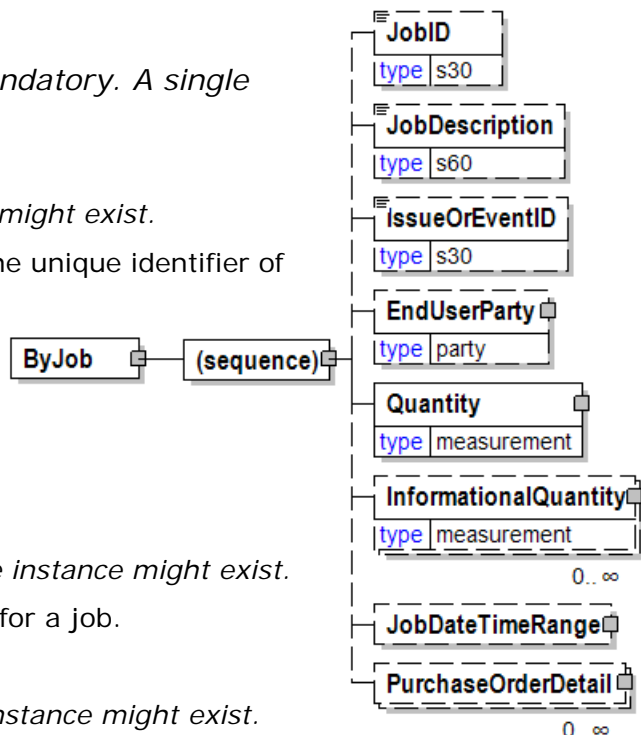 ndatory. A single
might exist.
he unique identifier of
instance might exist.
for a job.
nstance might exist.
ByJob
(sequence)
JobID
type s30
JobDescription
type s60
IssueOrEventID
type s30
EndUserParty
type party
Quantity
type measurement
InformationalQuantity
type measurement
0..∞
JobDateTimeRange
PurchaseOrderDetail
0..∞